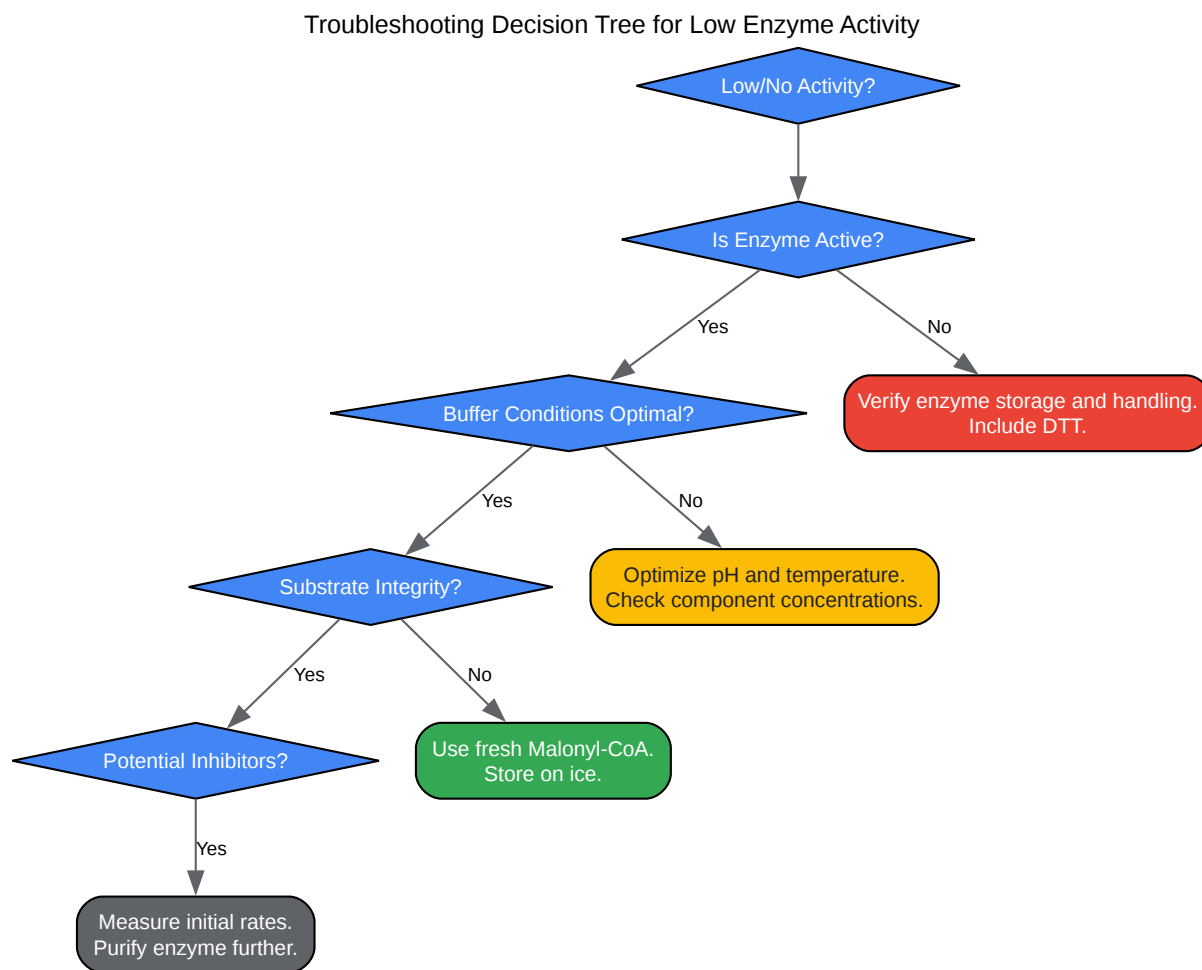 Troubleshooting Decision Tree for Low Enzyme Activity
Low/No Activity?
Is Enzyme Active?
Yes
No
Buffer Conditions Optimal?
Verify enzyme storage and handling.
Include DTT.
Yes
No
Substrate Integrity?
Optimize pH and temperature.
Check component concentrations.
Yes
No
Potential Inhibitors?
Use fresh Malonyl-CoA.
Store on ice.
Yes
Measure initial rates.
Purify enzyme further.